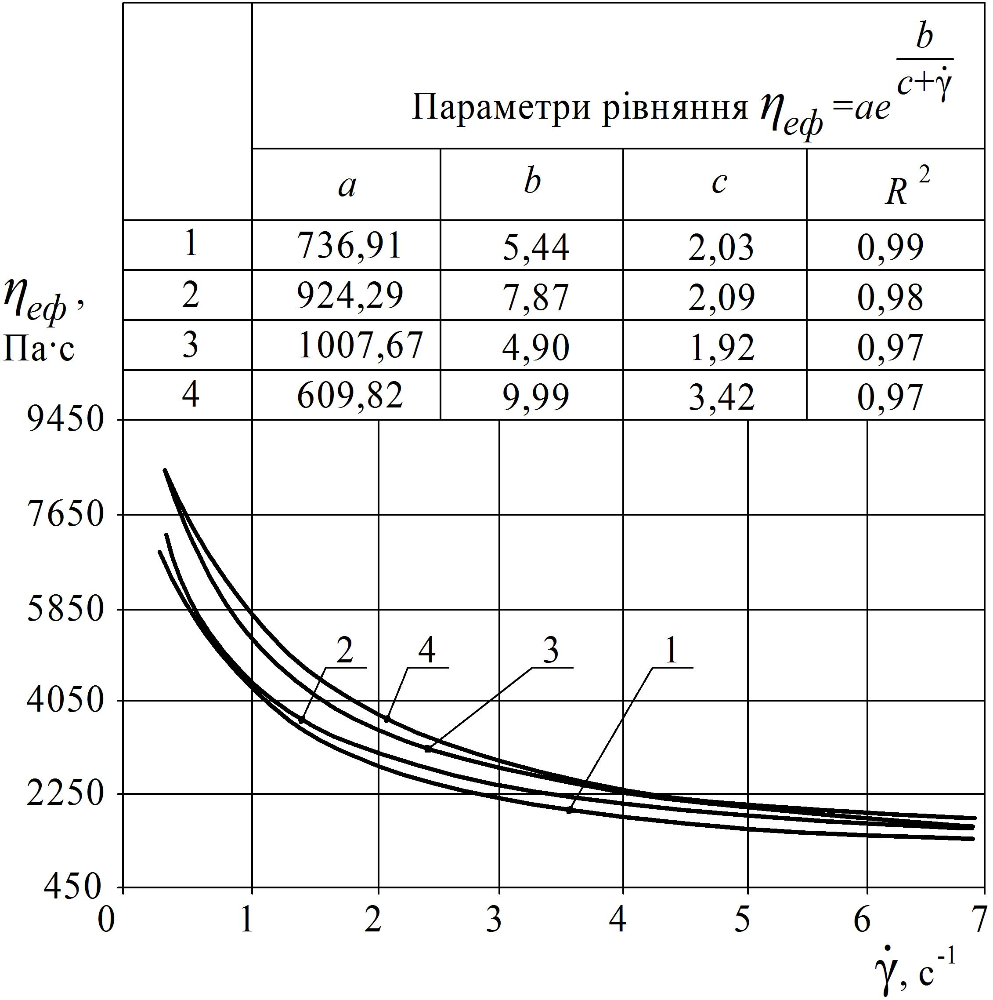 Параметри рівняння ηеф =ae^(b/(c+γ̇))
a b c R²
1 736,91 5,44 2,03 0,99
2 924,29 7,87 2,09 0,98
3 1007,67 4,90 1,92 0,97
4 609,82 9,99 3,42 0,97
ηеф,
Па·с
9450
7650
5850
2 4 3 1
4050
2250
450
0 1 2 3 4 5 6 7
γ̇, с⁻¹